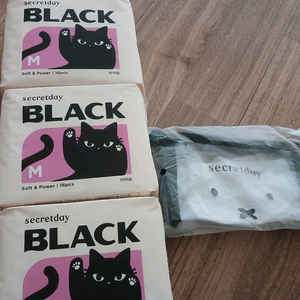 secretday
BLACK
M
Soft & Power | 16pcs
secretday
BLACK
M
Soft & Power | 16pcs
secretday
BLACK
secretday